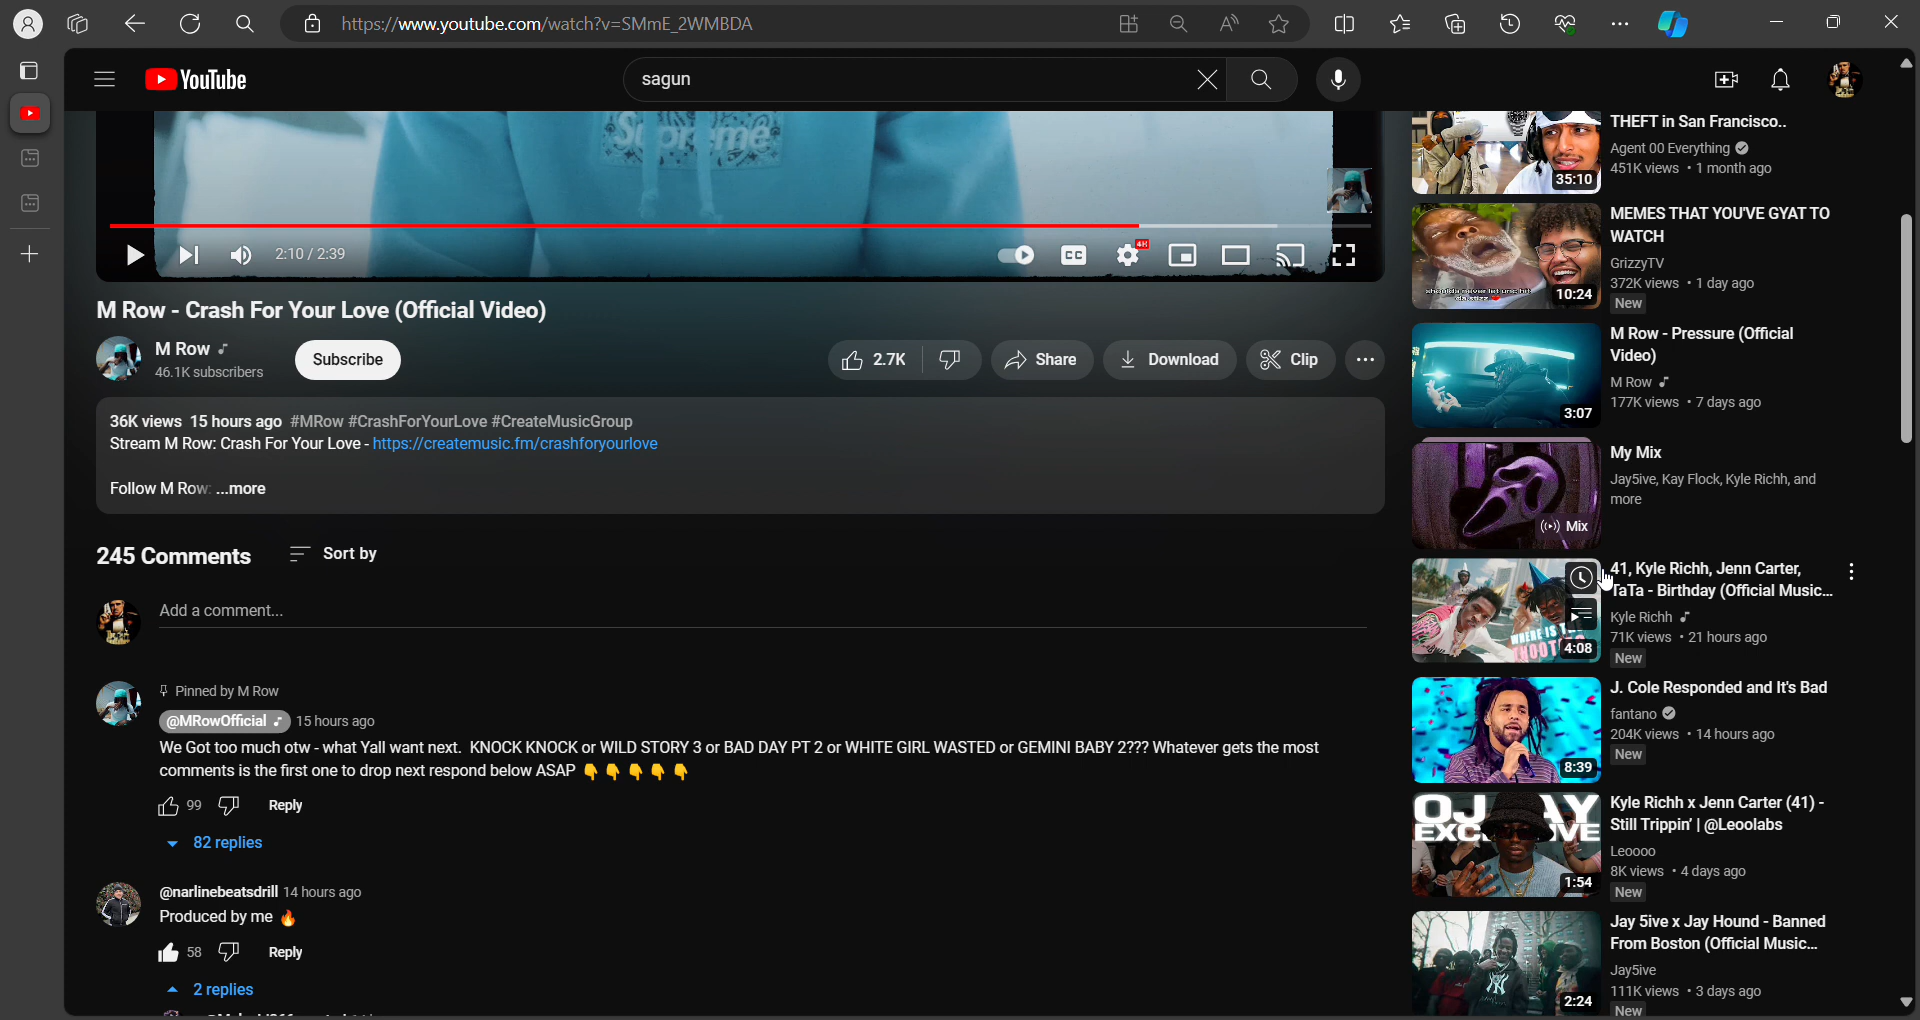 https://www.youtube.com/watch?v=SMmE_2WMBDA
YouTube
sagun
Supreme
2:10 / 2:39
CC
4K
M Row - Crash For Your Love (Official Video)
M Row
46.1K subscribers
Subscribe
2.7K
Share
Download
Clip
36K views 15 hours ago #MRow #CrashForYourLove #CreateMusicGroup
Stream M Row: Crash For Your Love - https://createmusic.fm/crashforyourlove
Follow M Row: ...more
245 Comments
Sort by
Add a comment...
Pinned by M Row
@MRowOfficial 15 hours ago
We Got too much otw - what Yall want next. KNOCK KNOCK or WILD STORY 3 or BAD DAY PT 2 or WHITE GIRL WASTED or GEMINI BABY 2??? Whatever gets the most
comments is the first one to drop next respond below ASAP 👇👇👇👇👇
99 Reply
82 replies
@narlinebeatsdrill 14 hours ago
Produced by me 🔥
58 Reply
2 replies
THEFT in San Francisco..
Agent 00 Everything
451K views • 1 month ago
35:10
MEMES THAT YOU'VE GYAT TO
WATCH
GrizzyTV
372K views • 1 day ago
New
10:24
M Row - Pressure (Official
Video)
M Row
177K views • 7 days ago
3:07
My Mix
Jay5ive, Kay Flock, Kyle Richh, and
more
Mix
41, Kyle Richh, Jenn Carter,
TaTa - Birthday (Official Music...
Kyle Richh
71K views • 21 hours ago
New
WHERE IS
4:08
J. Cole Responded and It's Bad
fantano
204K views • 14 hours ago
New
8:39
Kyle Richh x Jenn Carter (41) -
Still Trippin' | @Leoolabs
Leoooo
8K views • 4 days ago
New
1:54
Jay 5ive x Jay Hound - Banned
From Boston (Official Music...
Jay5ive
111K views • 3 days ago
New
2:24